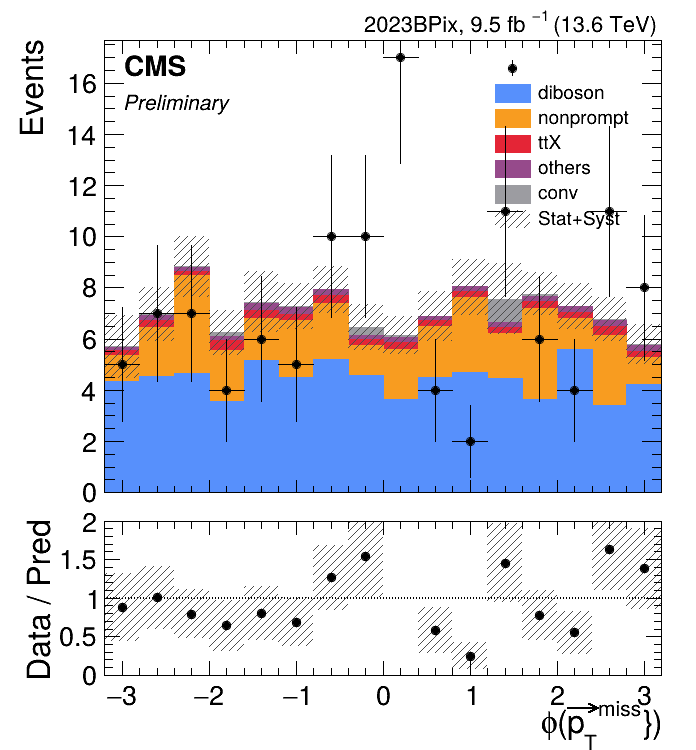 2023BPix, 9.5 fb⁻¹ (13.6 TeV)
Events
CMS
Preliminary
diboson
nonprompt
ttX
others
conv
Stat+Syst
16
14
12
10
8
6
4
2
0
Data / Pred
2
1.5
1
0.5
0
−3 −2 −1 0 1 2 3
ϕ(p⃗_T^miss})